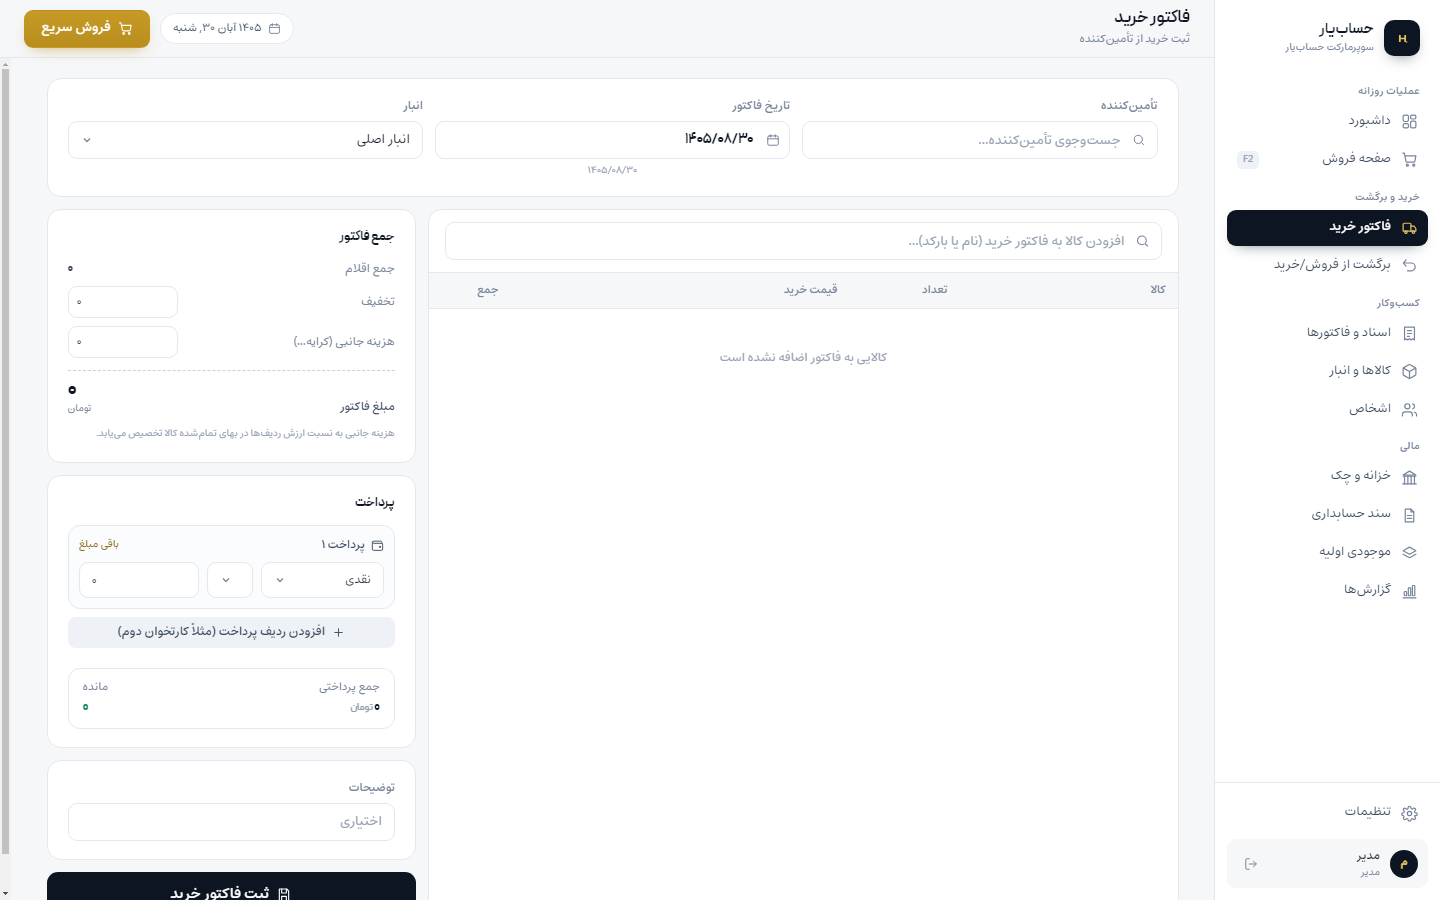 حساب‌یار
سوپرمارکت حساب‌یار
H
عملیات روزانه
داشبورد
صفحه فروش
F2
خرید و برگشت
فاکتور خرید
برگشت از فروش/خرید
کسب‌وکار
اسناد و فاکتورها
کالاها و انبار
اشخاص
مالی
خزانه و چک
سند حسابداری
موجودی اولیه
گزارش‌ها
تنظیمات
م
مدیر
مدیر
فاکتور خرید
ثبت خرید از تأمین‌کننده
۱۴۰۵ آبان ۳۰, شنبه
فروش سریع
تأمین‌کننده
جست‌وجوی تأمین‌کننده...
تاریخ فاکتور
۱۴۰۵/۰۸/۳۰
۱۴۰۵/۰۸/۳۰
انبار
انبار اصلی
افزودن کالا به فاکتور خرید (نام یا بارکد)...
کالا تعداد قیمت خرید جمع
کالایی به فاکتور اضافه نشده است
جمع فاکتور
جمع اقلام ۰
تخفیف ۰
هزینه جانبی (کرایه...) ۰
مبلغ فاکتور ۰ تومان
هزینه جانبی به نسبت ارزش ردیف‌ها در بهای تمام‌شده کالا تخصیص می‌یابد.
پرداخت
پرداخت ۱ باقی مبلغ
نقدی ۰
افزودن ردیف پرداخت (مثلاً کارتخوان دوم)
جمع پرداختی مانده
۰ تومان ۰
توضیحات
اختیاری
ثبت فاکتور خرید